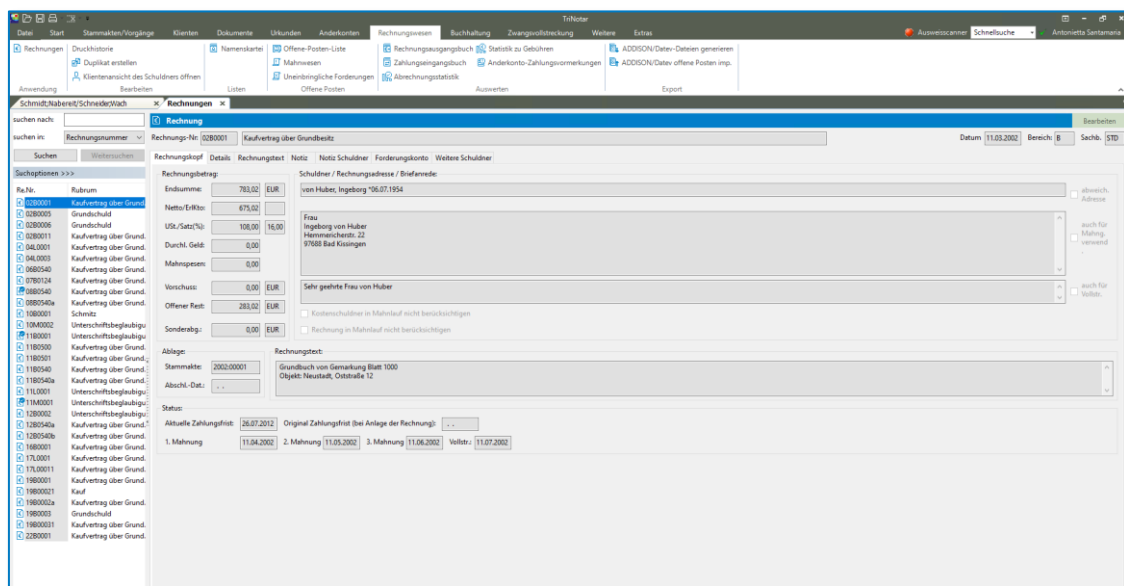 TriNotar
Datei Start Stammakten/Vorgänge Klienten Dokumente Urkunden Anderkonten Rechnungswesen Buchhaltung Zwangsvollstreckung Weitere Extras Ausweisscanner Schnellsuche Antonietta Santamaria
Rechnungen Druckhistorie Namenskartei Offene-Posten-Liste Rechnungsausgangsbuch Statistik zu Gebühren ADDISON/Datev-Dateien generieren
Duplikat erstellen Mahnwesen Zahlungseingangsbuch Anderkonto-Zahlungsvormerkungen ADDISON/Datev offene Posten imp.
Klientenansicht des Schuldners öffnen Uneinbringliche Forderungen Abrechnungsstatistik
Anwendung Bearbeiten Listen Offene Posten Auswerten Export
Schmidt;Nabereit/Schneider;Wach x Rechnungen x
suchen nach: Rechnung Bearbeiten
suchen in: Rechnungsnummer Rechnungs-Nr: 02B0001 Kaufvertrag über Grundbesitz Datum 11.03.2002 Bereich: B Sachb. STD
Suchen Weitersuchen Rechnungskopf Details Rechnungstext Notiz Notiz Schuldner Forderungskonto Weitere Schuldner
Suchoptionen >>>
Re.Nr. Rubrum
02B0001 Kaufvertrag über Grund.
02B0005 Grundschuld
02B0006 Grundschuld
02B0011 Kaufvertrag über Grund.
04L0001 Kaufvertrag über Grund.
04L0003 Kaufvertrag über Grund.
06B0540 Kaufvertrag über Grund.
07B0124 Kaufvertrag über Grund.
08B0540 Kaufvertrag über Grund.
08B0540a Kaufvertrag über Grund.
10B0001 Schmitz
10M0002 Unterschriftsbeglaubigu
11B0001 Unterschriftsbeglaubigu
11B0500 Kaufvertrag über Grund.
11B0501 Kaufvertrag über Grund.
11B0540 Kaufvertrag über Grund.
11B0540a Kaufvertrag über Grund.
11L0001 Unterschriftsbeglaubigu
11M0001 Unterschriftsbeglaubigu
12B0002 Unterschriftsbeglaubigu
12B0540a Kaufvertrag über Grund.
12B0540b Kaufvertrag über Grund.
16B0001 Kaufvertrag über Grund.
17L0001 Kaufvertrag über Grund.
17L00011 Kaufvertrag über Grund.
19B0001 Kaufvertrag über Grund.
19B00021 Kauf
19B0002a Kaufvertrag über Grund.
19B0003 Grundschuld
19B00031 Kaufvertrag über Grund.
22B0001 Kaufvertrag über Grund.
Rechnungsbetrag:
Endsumme: 783,02 EUR
Netto/ErlKto: 675,02
USt./Satz(%): 108,00 16,00
Durchl. Geld: 0,00
Mahnspesen: 0,00
Vorschuss: 0,00 EUR
Offener Rest: 283,02 EUR
Sonderabg.: 0,00 EUR
Schuldner / Rechnungsadresse / Briefanrede:
von Huber, Ingeborg *06.07.1954
abweich. Adresse
Frau
Ingeborg von Huber
Hemmericherstr. 22
97688 Bad Kissingen
auch für
Mahng.
verwend
.
Sehr geehrte Frau von Huber
auch für
Vollstr.
Kostenschuldner in Mahnlauf nicht berücksichtigen
Rechnung in Mahnlauf nicht berücksichtigen
Ablage:
Stammakte: 2002:00001
Abschl.-Dat.: . .
Rechnungstext:
Grundbuch von Gemarkung Blatt 1000
Objekt: Neustadt, Oststraße 12
Status:
Aktuelle Zahlungsfrist: 26.07.2012 Original Zahlungsfrist (bei Anlage der Rechnung): . .
1. Mahnung 11.04.2002 2. Mahnung 11.05.2002 3. Mahnung 11.06.2002 Vollstr.: 11.07.2002